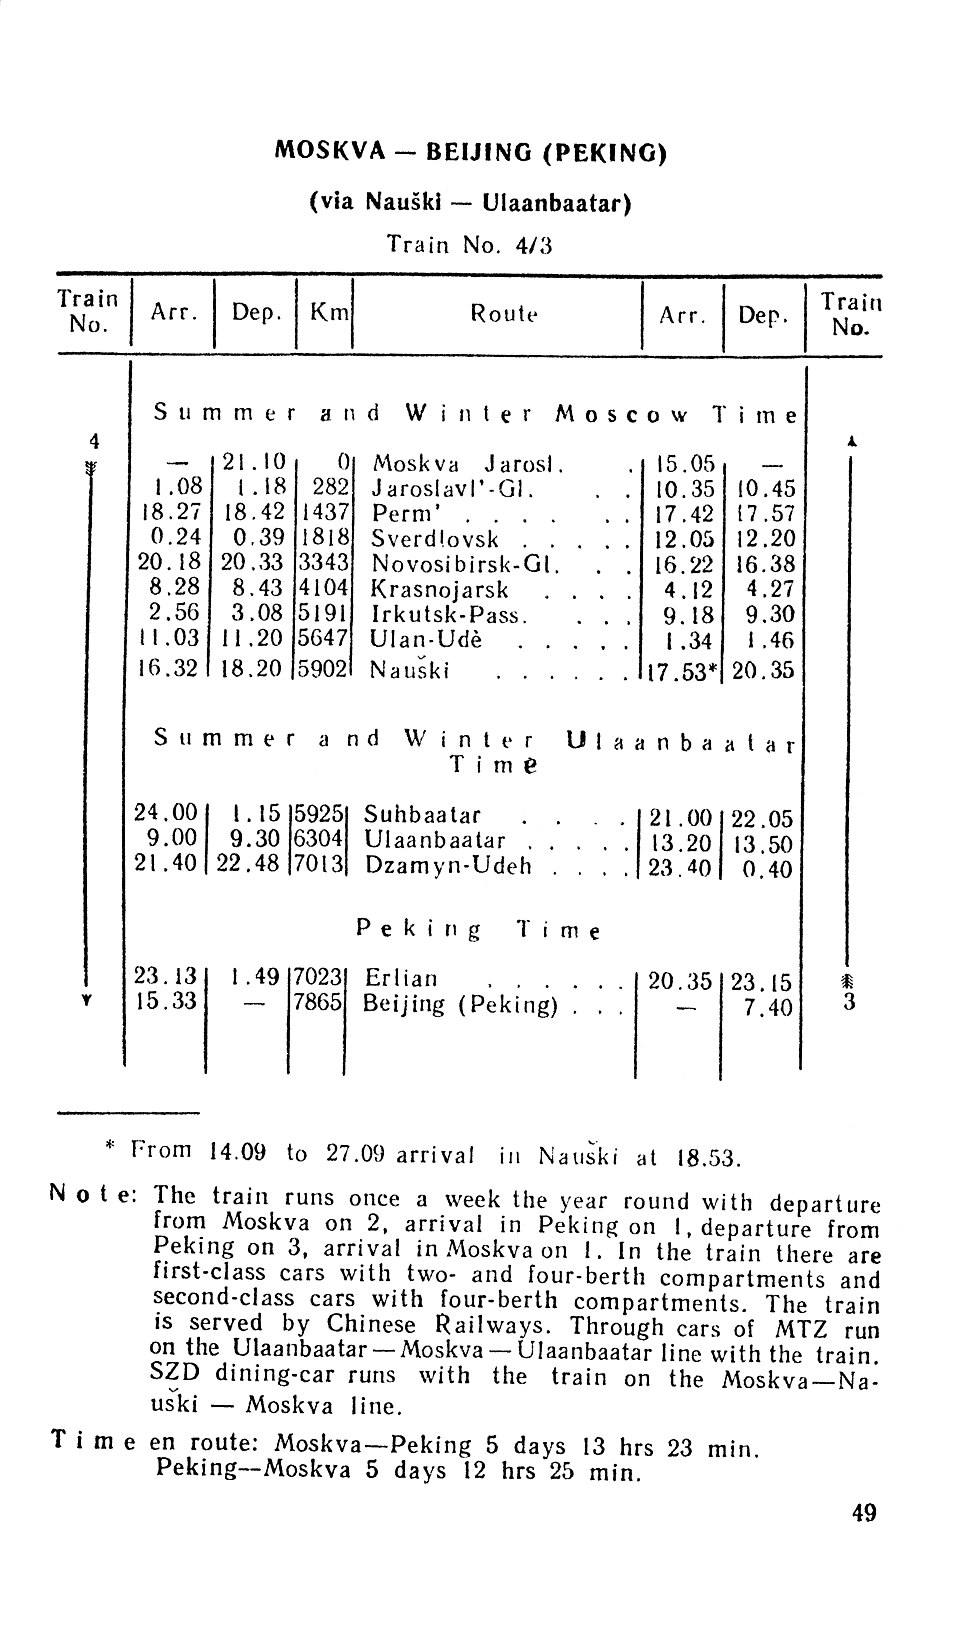 MOSKVA — BEIJING (PEKING)
(via Nauški — Ulaanbaatar)
Train No. 4/3
Train No. Arr. Dep. Km Route Arr. Dep. Train No.
Summer and Winter Moscow Time
4
— 21.10 0 Moskva Jarosl. . 15.05 —
1.08 1.18 282 Jaroslavl'-Gl. . . 10.35 10.45
18.27 18.42 1437 Perm' . . . . . . 17.42 17.57
0.24 0.39 1818 Sverdlovsk . . . . . 12.05 12.20
20.18 20.33 3343 Novosibirsk-Gl. . . 16.22 16.38
8.28 8.43 4104 Krasnojarsk . . . . 4.12 4.27
2.56 3.08 5191 Irkutsk-Pass. . . . 9.18 9.30
11.03 11.20 5647 Ulan-Udè . . . . . 1.34 1.46
16.32 18.20 5902 Nauški . . . . . . 17.53* 20.35
Summer and Winter Ulaanbaatar
Time
24.00 1.15 5925 Suhbaatar . . . . 21.00 22.05
9.00 9.30 6304 Ulaanbaatar . . . . . 13.20 13.50
21.40 22.48 7013 Dzamyn-Udeh . . . . 23.40 0.40
Peking Time
23.13 1.49 7023 Erlian . . . . . . 20.35 23.15
15.33 — 7865 Beijing (Peking) . . . — 7.40 3
* From 14.09 to 27.09 arrival in Nauški at 18.53.
Note: The train runs once a week the year round with departure
from Moskva on 2, arrival in Peking on 1, departure from
Peking on 3, arrival in Moskva on 1. In the train there are
first-class cars with two- and four-berth compartments and
second-class cars with four-berth compartments. The train
is served by Chinese Railways. Through cars of MTZ run
on the Ulaanbaatar — Moskva — Ulaanbaatar line with the train.
SZD dining-car runs with the train on the Moskva—Na-
uški — Moskva line.
Time en route: Moskva—Peking 5 days 13 hrs 23 min.
Peking—Moskva 5 days 12 hrs 25 min.
49